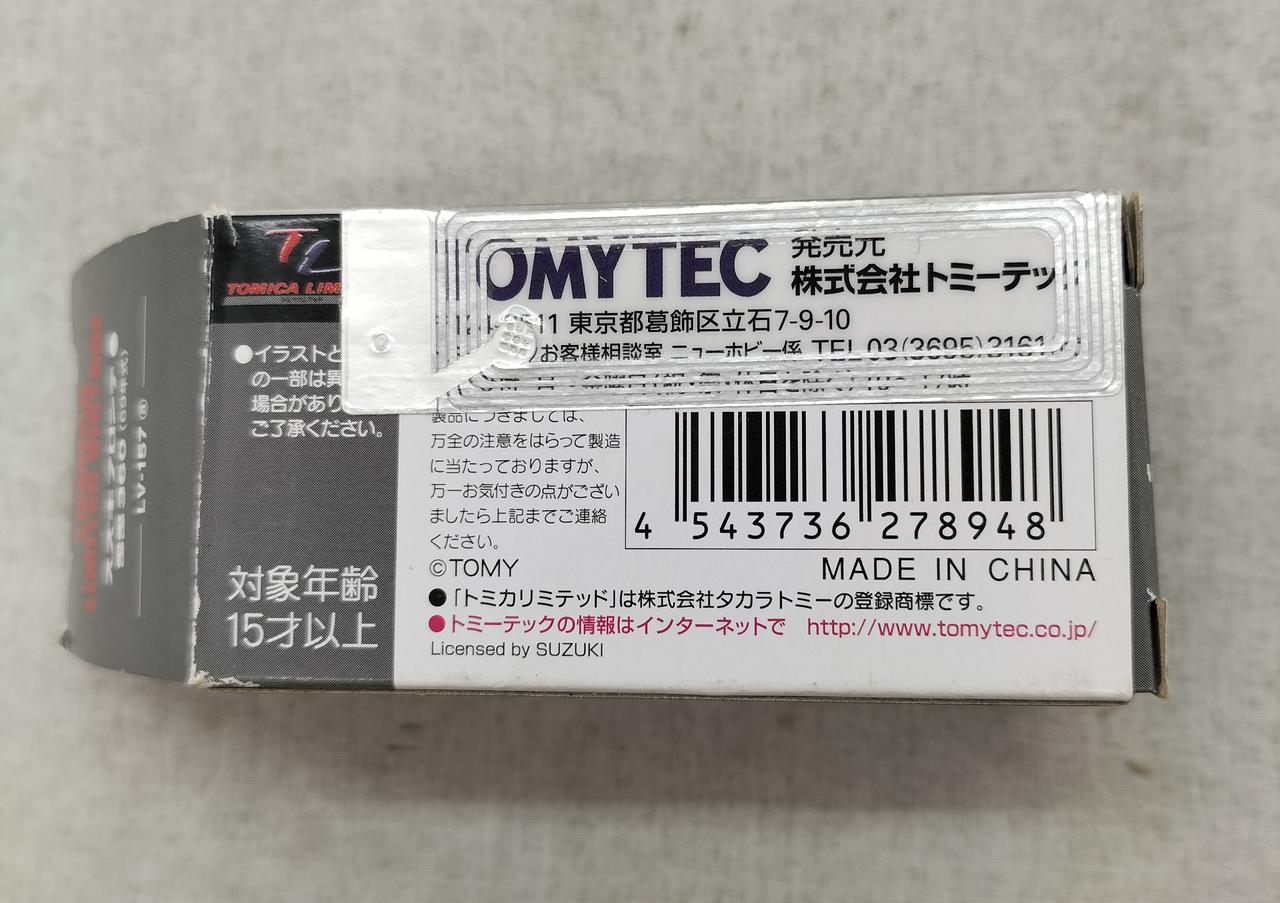 TL
TOMICA LIM
●イラストと
の一部は異
場合があり
ご了承ください。
対象年齢
15才以上
OMYTEC
発売元
株式会社トミーテック
11 東京都葛飾区立石7-9-10
お客様相談室 ニューホビー係 TEL 03(3695)3161
製品につきましては、
万全の注意をはらって製造
に当たっておりますが、
万一お気付きの点がござい
ましたら上記までご連絡
ください。
©TOMY
4 543736 278948
MADE IN CHINA
●「トミカリミテッド」は株式会社タカラトミーの登録商標です。
●トミーテックの情報はインターネットで http://www.tomytec.co.jp/
Licensed by SUZUKI
LV-157